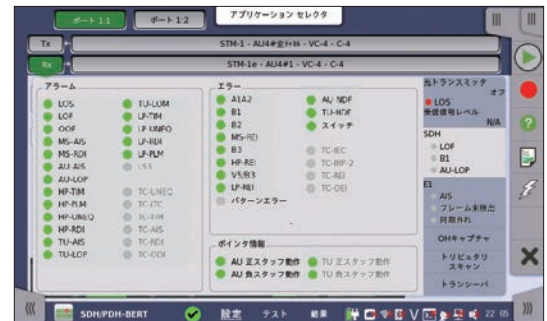 ポート 1:1
ポート 1:2
アプリケーション セレクタ
Tx
STM-1 - AU4#全ﾁｬﾈﾙ - VC-4 - C-4
Rx
STM-1e - AU4#1 - VC-4 - C-4
アラーム
LOS
LOF
OOF
MS-AIS
MS-RDI
AU-AIS
AU-LOP
HP-TIM
HP-PLM
HP-UNEQ
HP-RDI
TU-AIS
TU-LOP
TU-LOM
LP-TIM
LP-UNEQ
LP-RDI
LP-PLM
LSS
TC-UNEQ
TC-LTC
TC-TIM
TC-AIS
TC-RDI
TC-ODI
エラー
A1A2
B1
B2
MS-REI
B3
HP-REI
V5/B3
LP-REI
パターンエラー
AU-NDF
TU-NDF
スイッチ
TC-IEC
TC-BIP-2
TC-REI
TC-OEI
ポインタ情報
AU 正スタッフ動作
AU 負スタッフ動作
TU 正スタッフ動作
TU 負スタッフ動作
光トランスミッタ
オフ
LOS
受信信号レベル
N/A
SDH
LOF
B1
AU-LOP
E1
AIS
フレーム未検出
同期外れ
OHキャプチャ
トリビュタリ
スキャン
トランシーバ
SDH/PDH-BERT
設定
テスト
結果
22:05